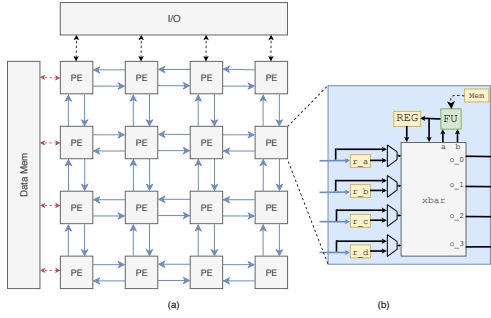 I/O
Data Mem
PE PE PE PE
PE PE PE PE
PE PE PE PE
PE PE PE PE
(a)
Mem
REG
FU
a b
xbar
r_a
r_b
r_c
r_d
o_0
o_1
o_2
o_3
(b)